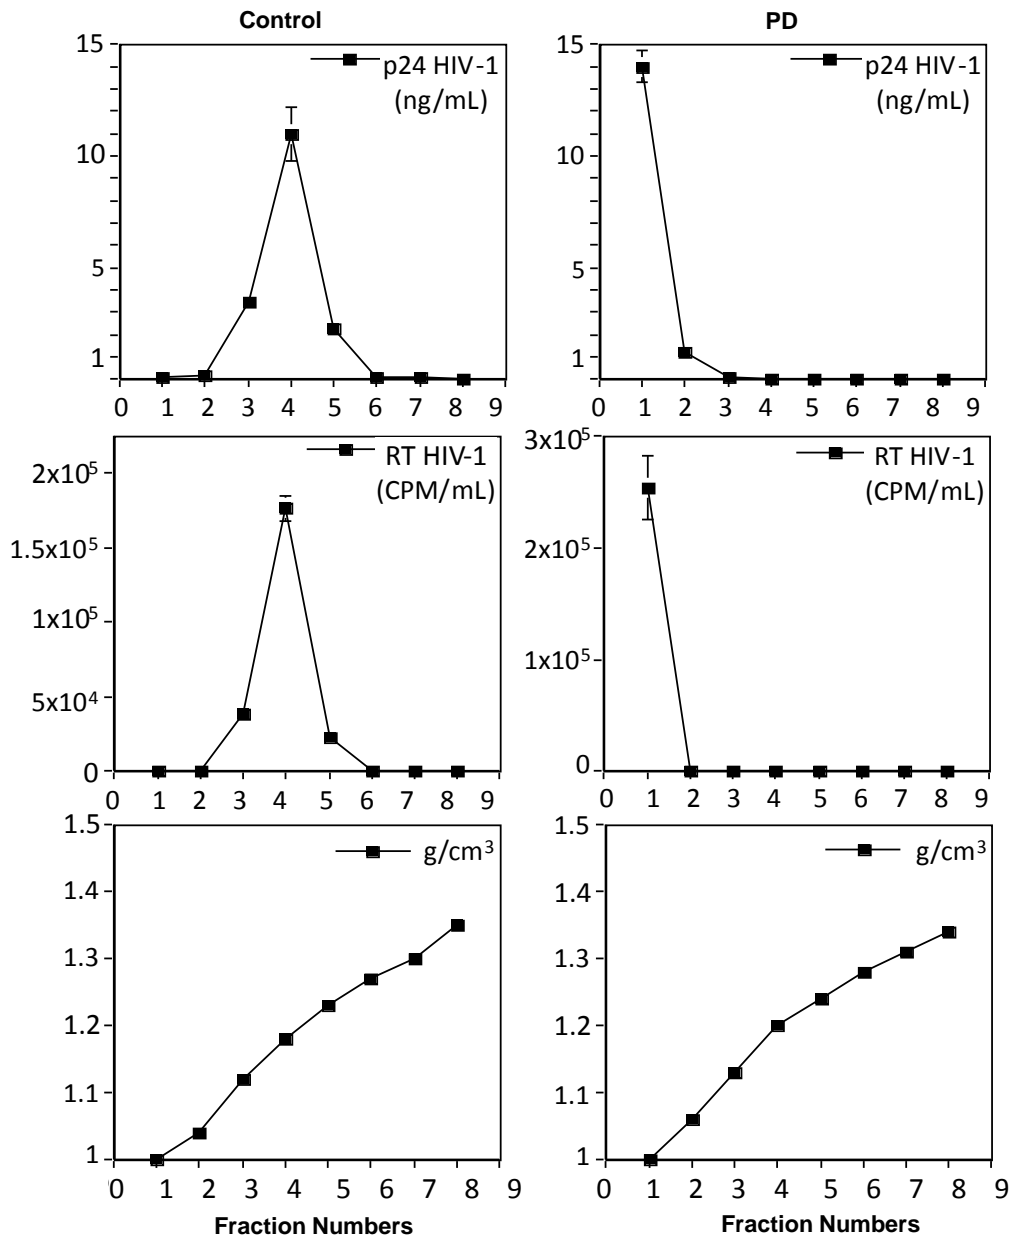 Control
PD
15
10
5
1
p24 HIV-1
(ng/mL)
0 1 2 3 4 5 6 7 8 9
15
10
5
1
p24 HIV-1
(ng/mL)
0 1 2 3 4 5 6 7 8 9
2x10⁵
1.5x10⁵
1x10⁵
5x10⁴
0
RT HIV-1
(CPM/mL)
0 1 2 3 4 5 6 7 8 9
3x10⁵
2x10⁵
1x10⁵
0
RT HIV-1
(CPM/mL)
0 1 2 3 4 5 6 7 8 9
1.5
1.4
1.3
1.2
1.1
1
g/cm³
0 1 2 3 4 5 6 7 8 9
Fraction Numbers
1.5
1.4
1.3
1.2
1.1
1
g/cm³
0 1 2 3 4 5 6 7 8 9
Fraction Numbers